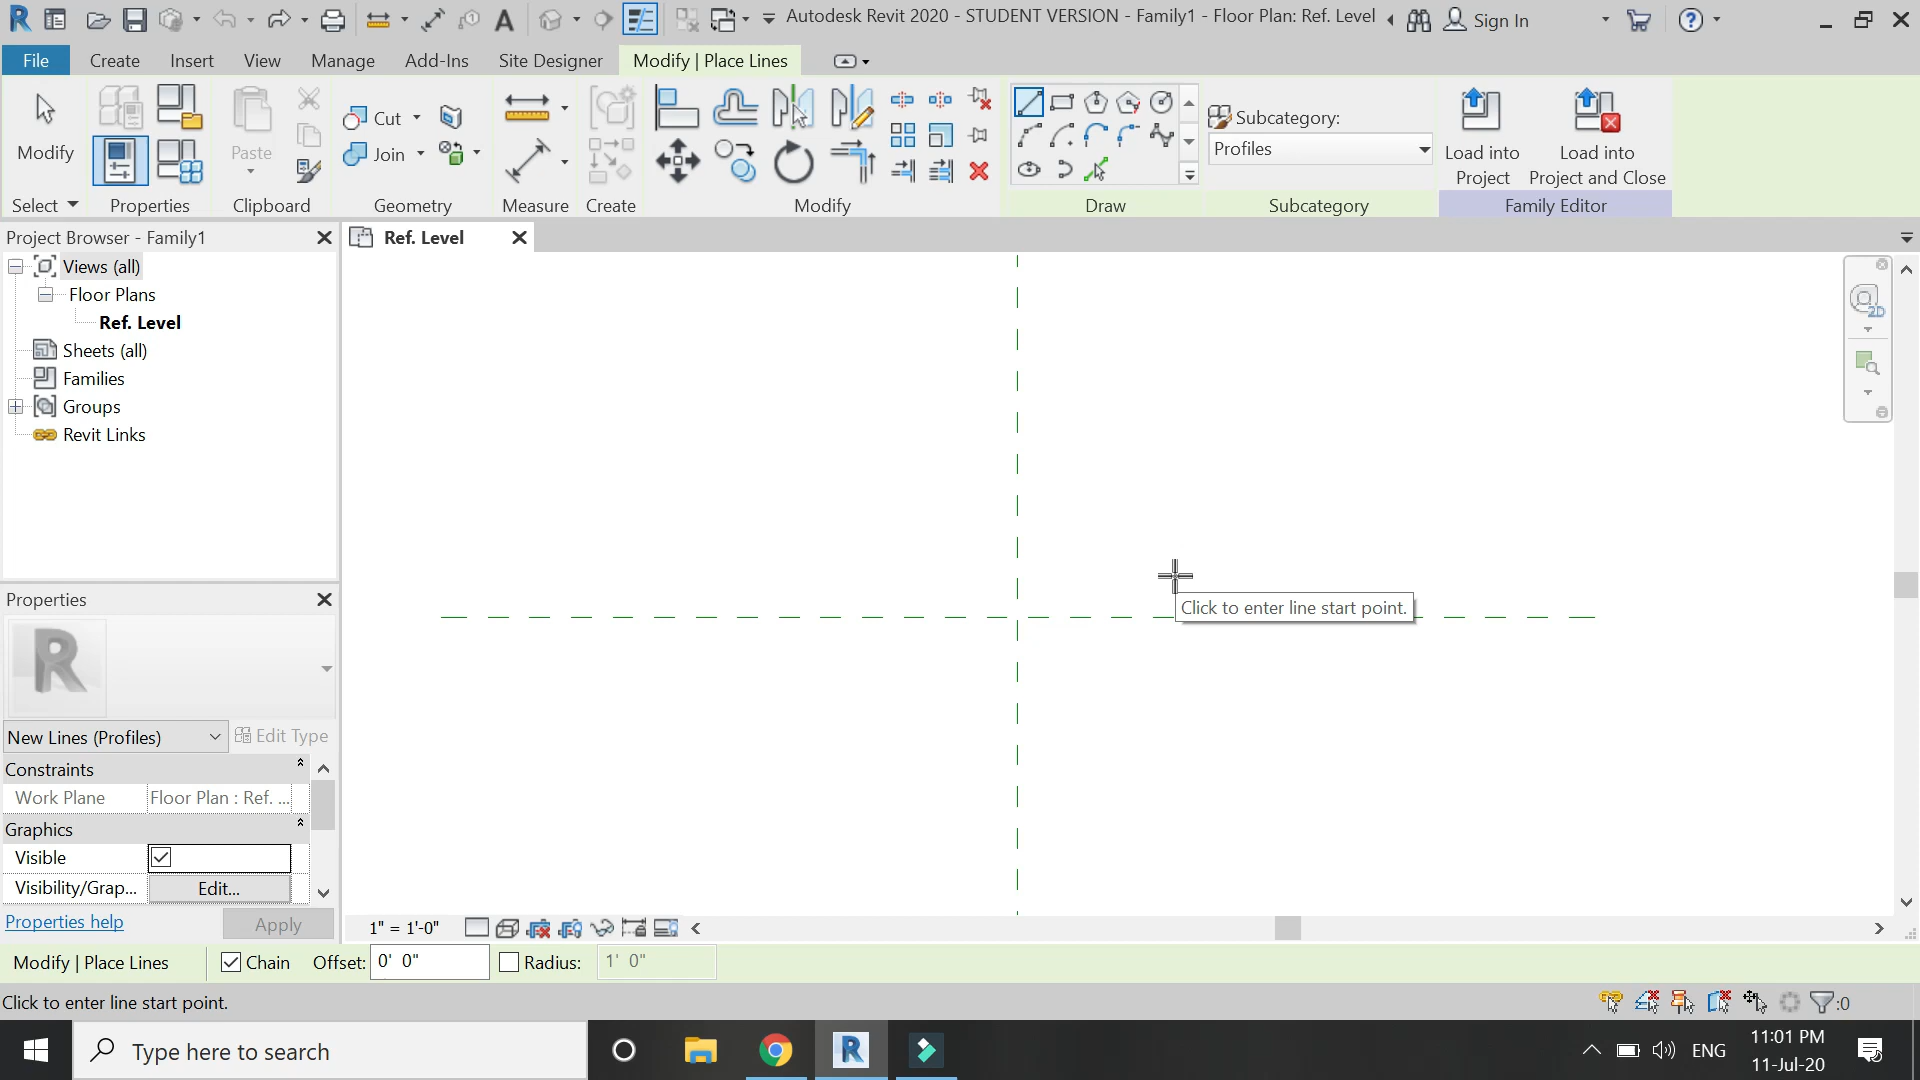 Autodesk Revit 2020 - STUDENT VERSION - Family1 - Floor Plan: Ref. Level
Sign In
File
Create
Insert
View
Manage
Add-Ins
Site Designer
Modify | Place Lines
Modify
Paste
Cut
Join
Subcategory:
Profiles
Load into
Project
Load into
Project and Close
Select
Properties
Clipboard
Geometry
Measure
Create
Modify
Draw
Subcategory
Family Editor
Project Browser - Family1
Ref. Level
Views (all)
Floor Plans
Ref. Level
Sheets (all)
Families
Groups
Revit Links
2D
Click to enter line start point.
Properties
New Lines (Profiles)
Edit Type
Constraints
Work Plane
Floor Plan : Ref. ...
Graphics
Visible
Visibility/Grap...
Edit...
Properties help
Apply
1" = 1'-0"
Modify | Place Lines
Chain
Offset:
0' 0"
Radius:
1' 0"
Click to enter line start point.
:0
Type here to search
ENG
11:01 PM
11-Jul-20